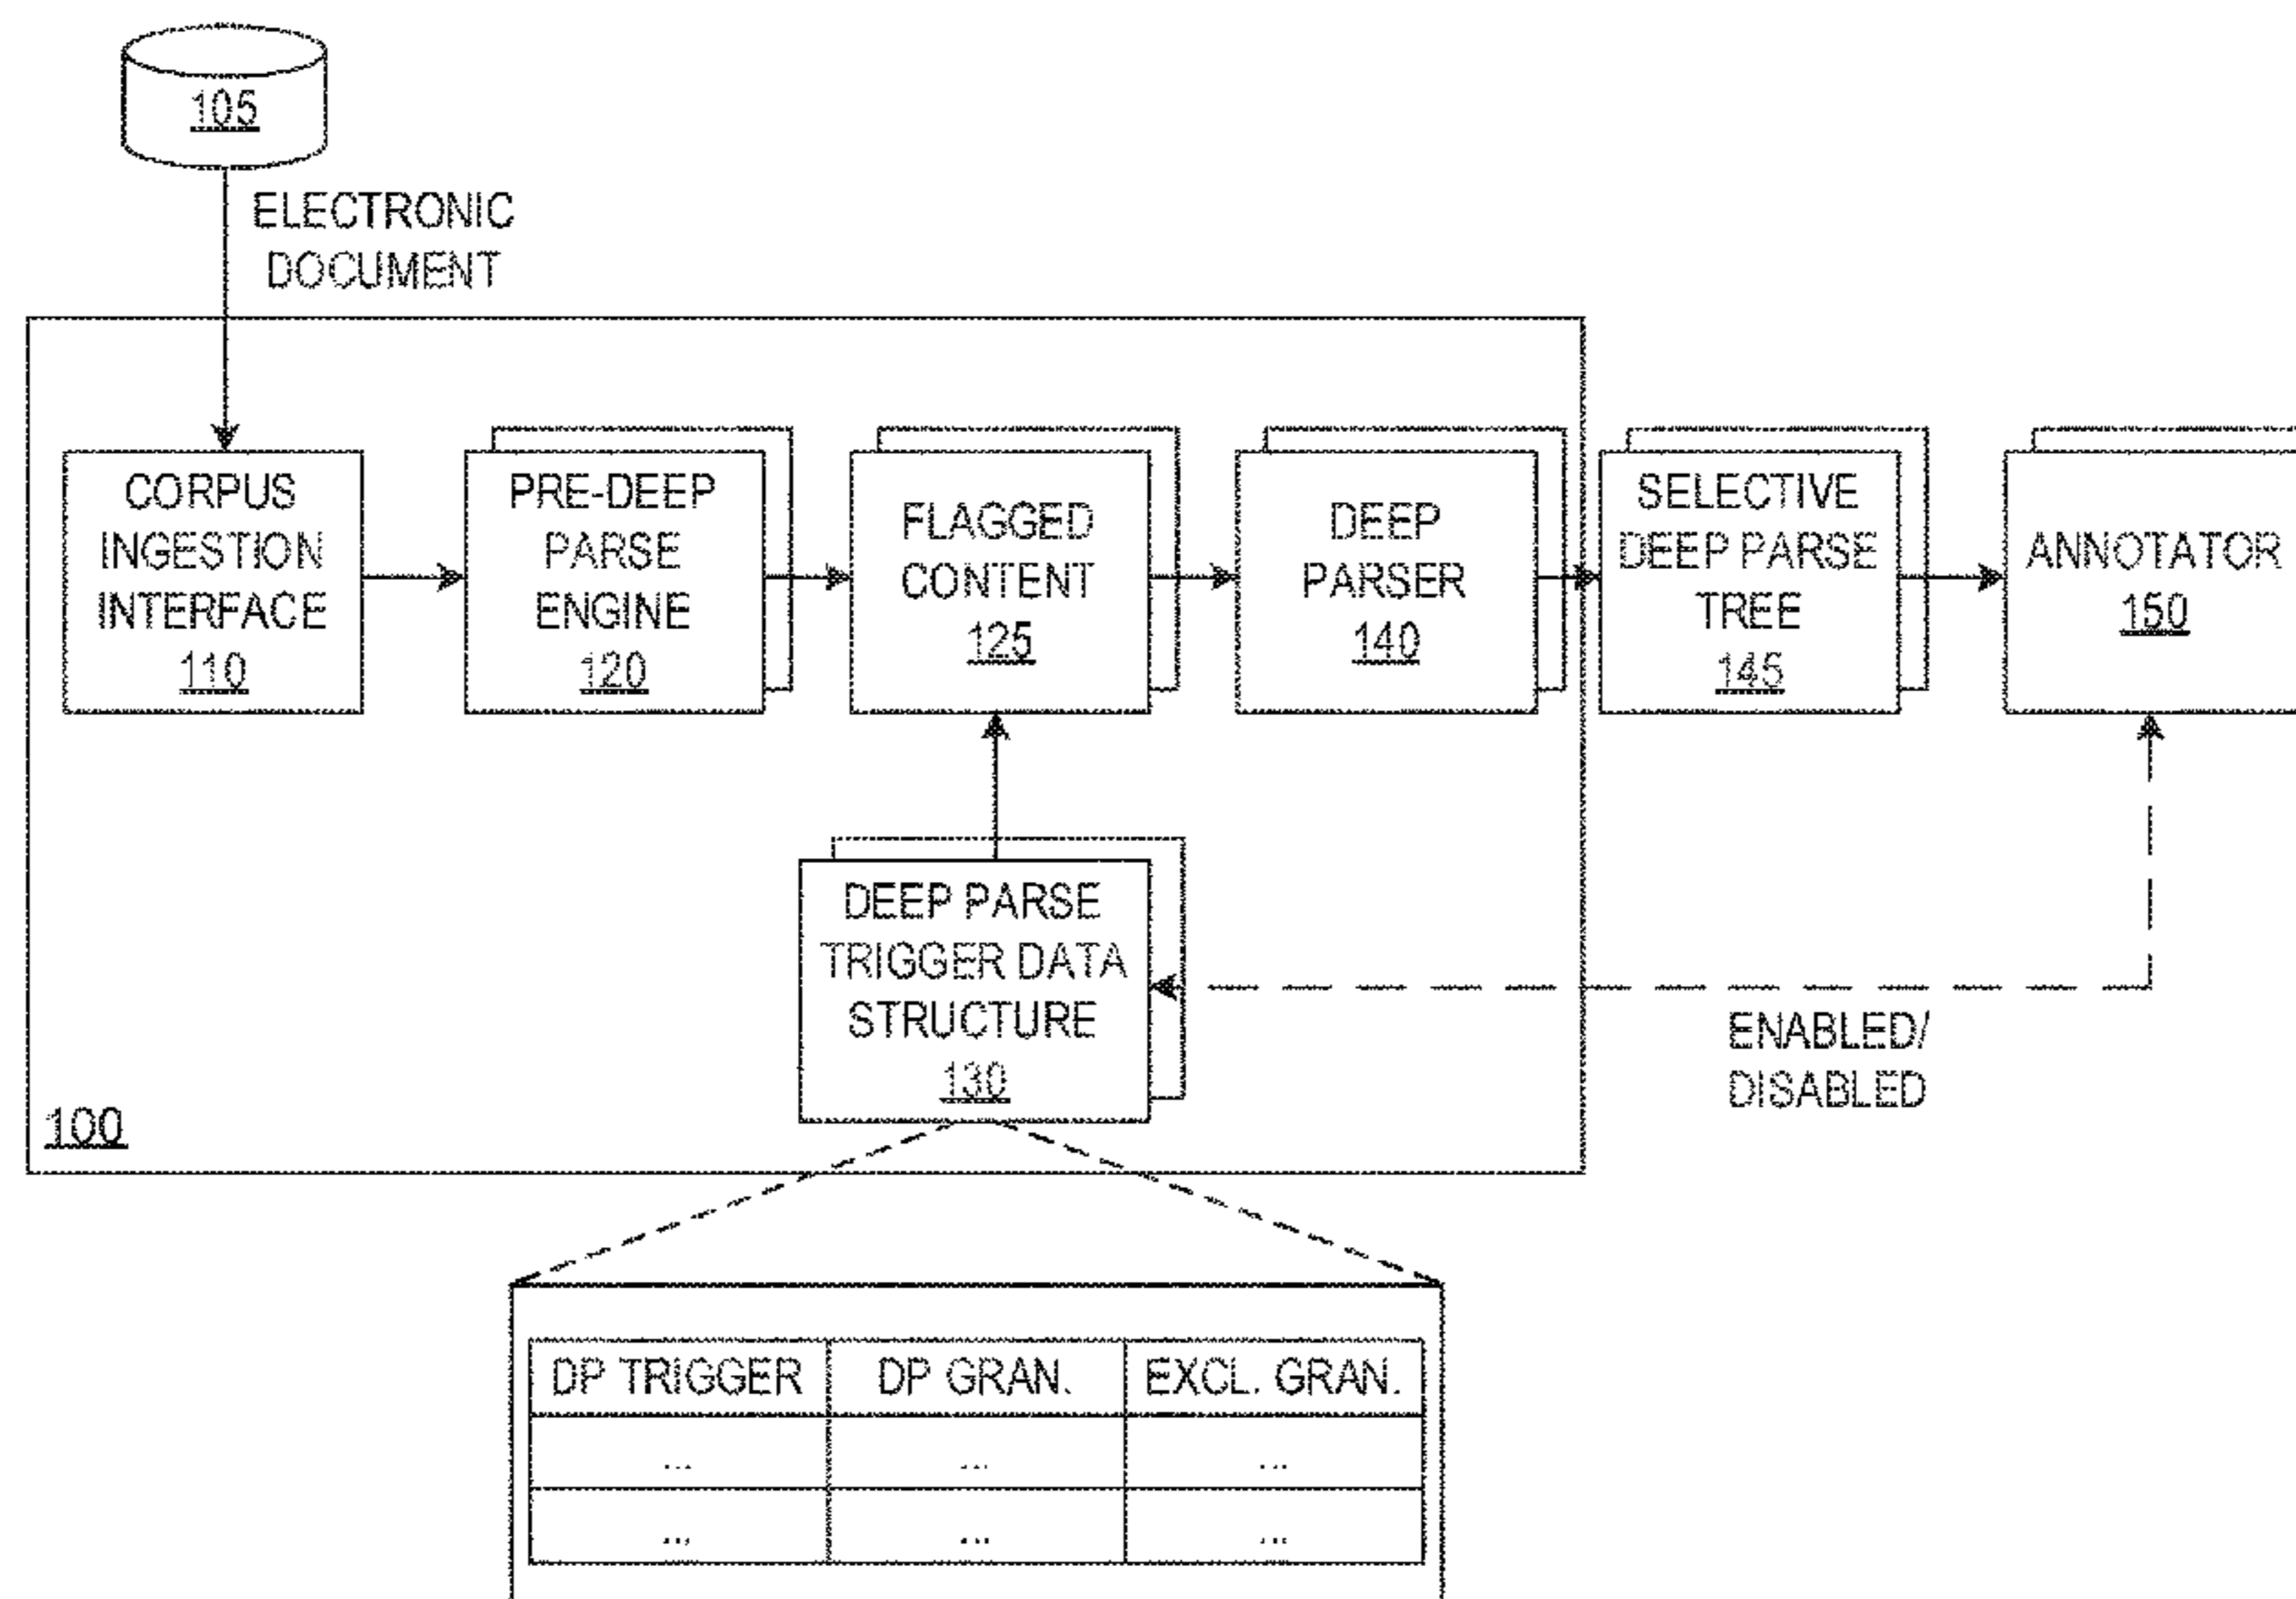 105
ELECTRONIC
DOCUMENT
CORPUS
INGESTION
INTERFACE
110
PRE-DEEP
PARSE
ENGINE
120
FLAGGED
CONTENT
125
DEEP
PARSER
140
SELECTIVE
DEEP PARSE
TREE
145
ANNOTATOR
150
DEEP PARSE
TRIGGER DATA
STRUCTURE
130
ENABLED/
DISABLED
100
DP TRIGGER DP GRAN. EXCL. GRAN.
... ... ...
... ... ...